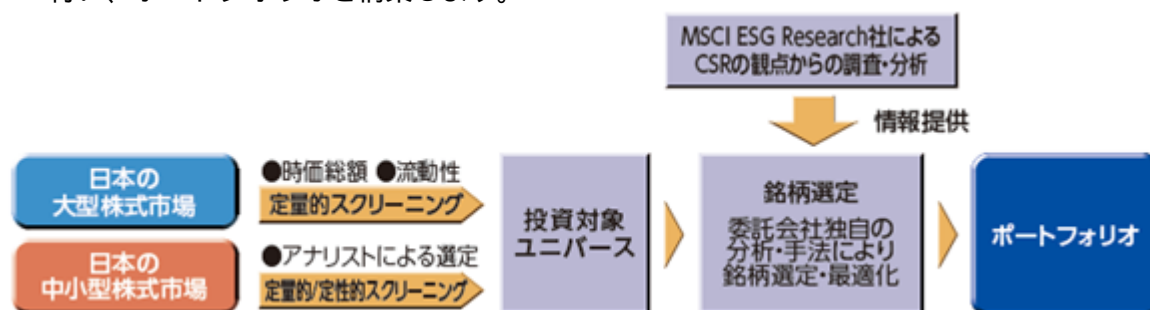 MSCI ESG Research社による
CSRの観点からの調査・分析
情報提供
日本の
大型株式市場
●時価総額 ●流動性
定量的スクリーニング
日本の
中小型株式市場
●アナリストによる選定
定量的/定性的スクリーニング
投資対象
ユニバース
銘柄選定
委託会社独自の
分析・手法により
銘柄選定・最適化
ポートフォリオ